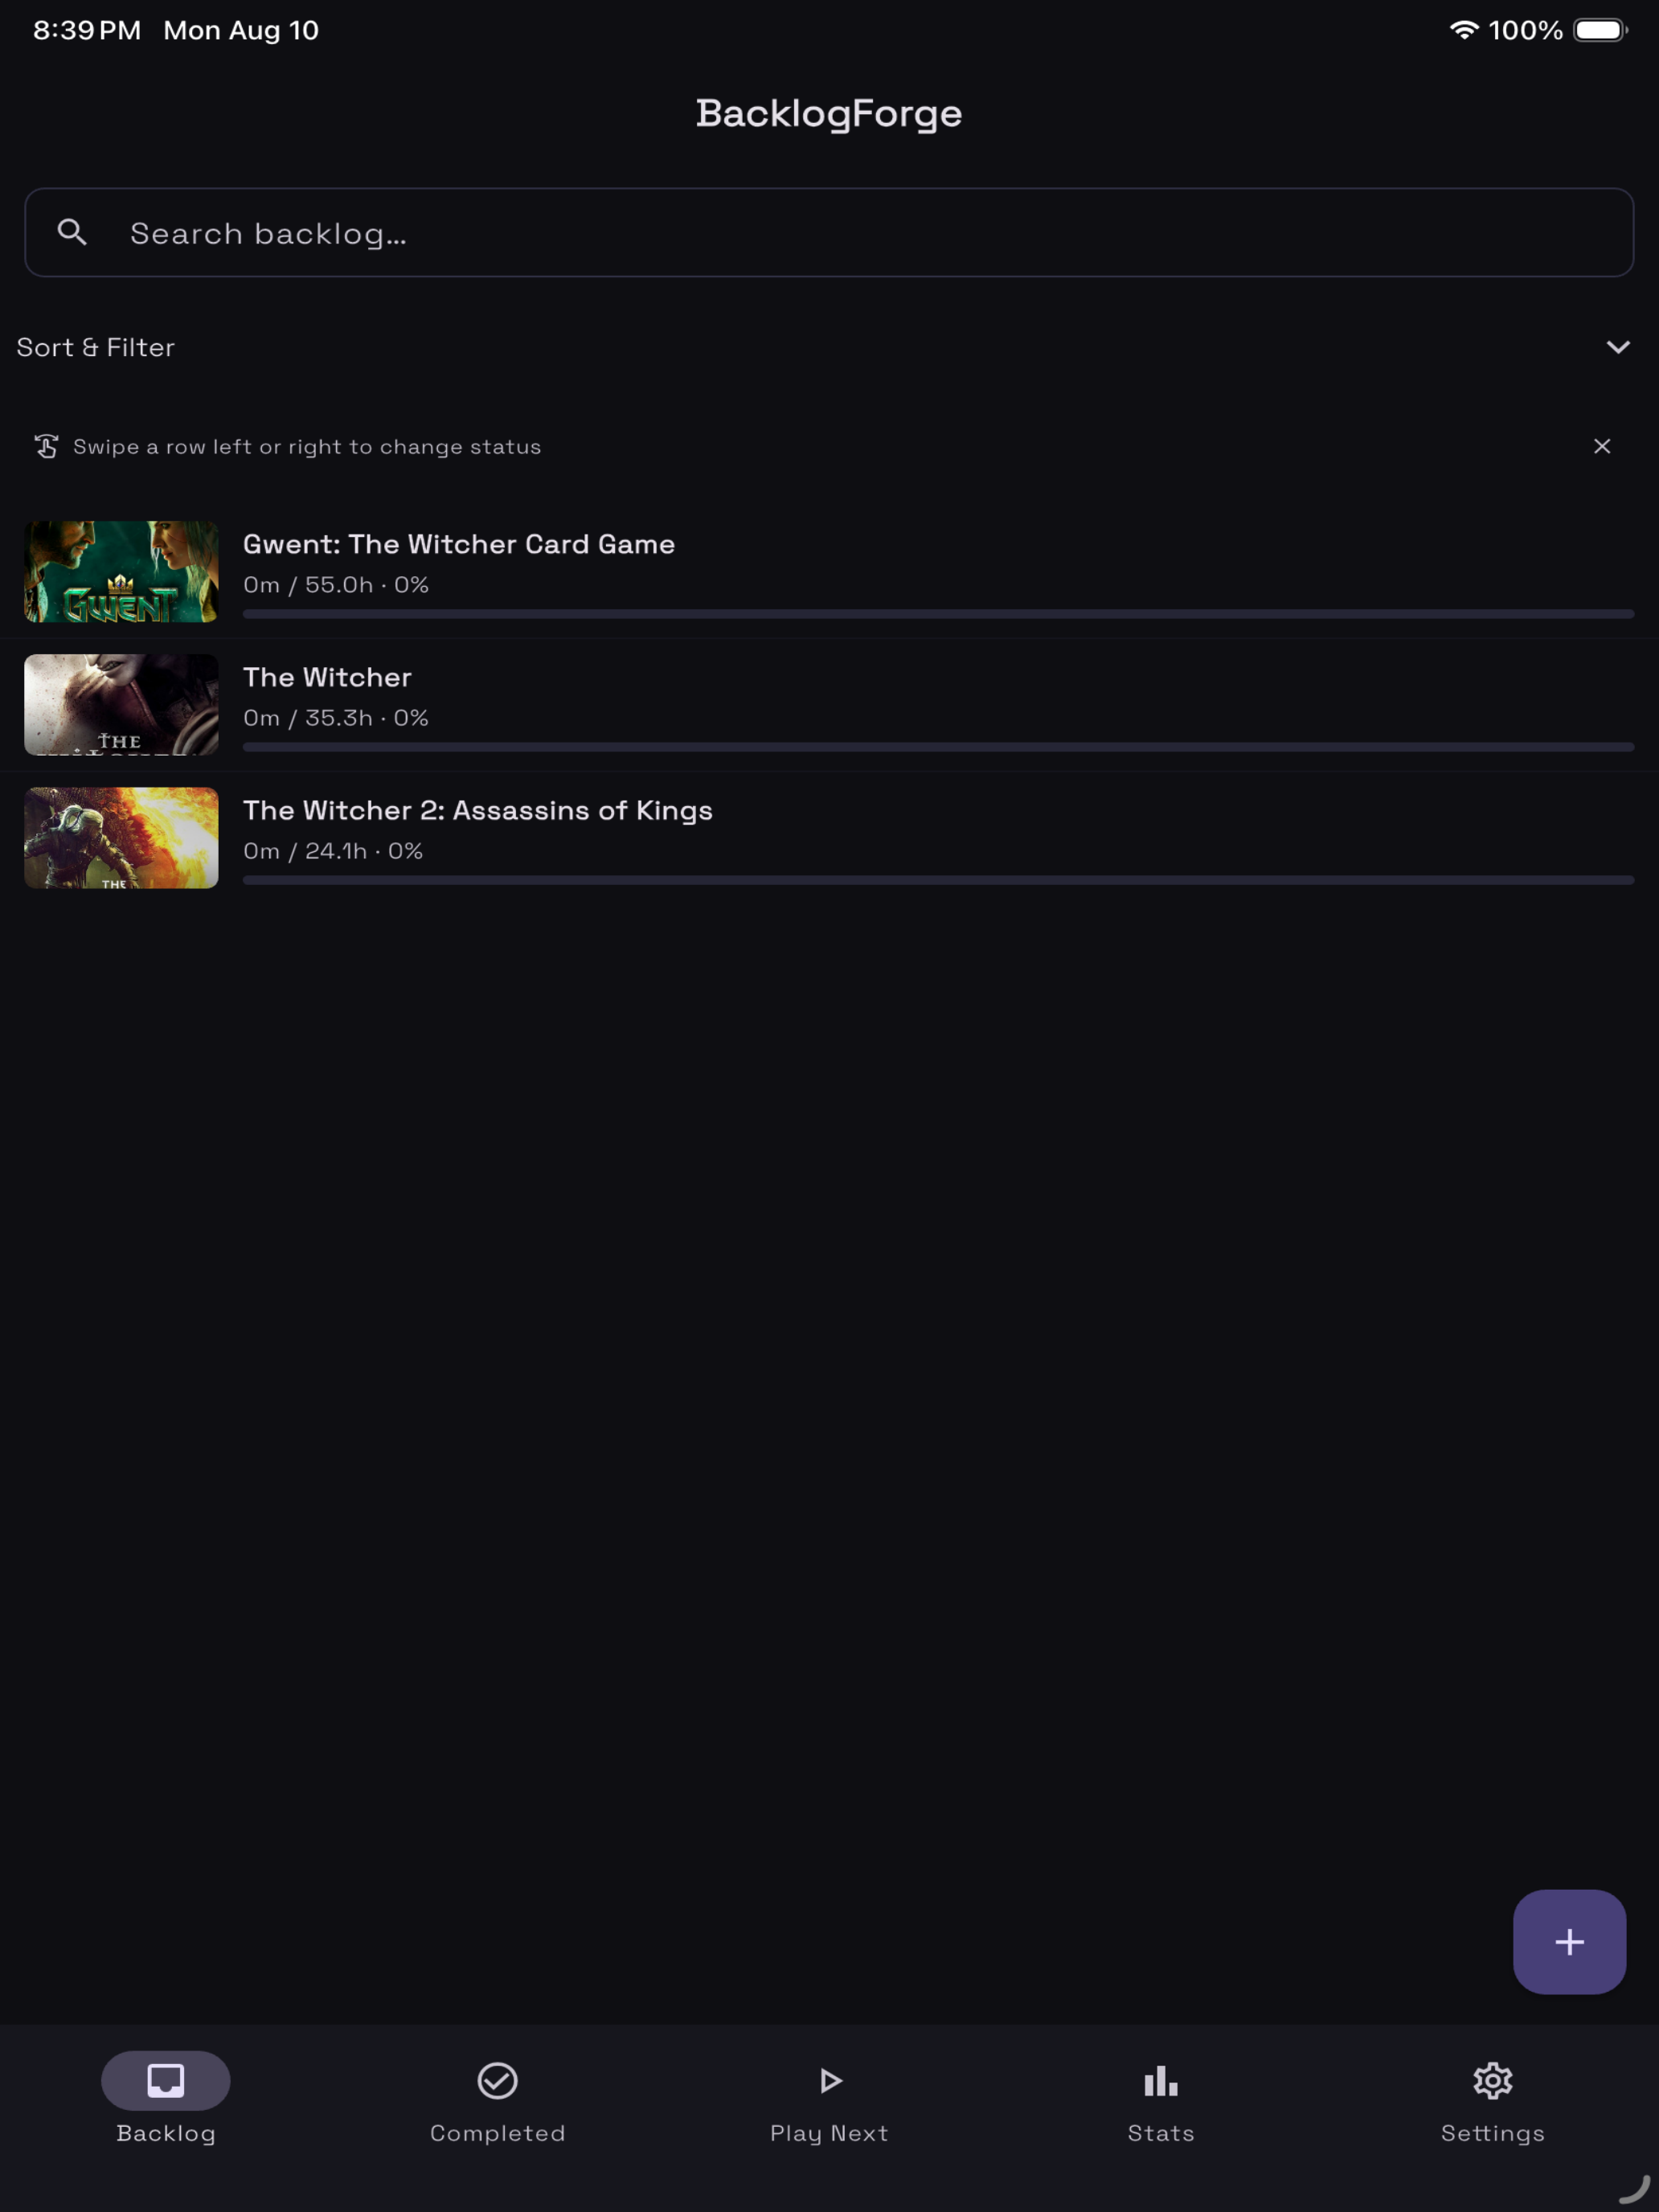 8:39 PM Mon Aug 10 100%
BacklogForge
Search backlog…
Sort & Filter
Swipe a row left or right to change status
GWENT
Gwent: The Witcher Card Game
0m / 55.0h · 0%
THE
The Witcher
0m / 35.3h · 0%
THE
The Witcher 2: Assassins of Kings
0m / 24.1h · 0%
Backlog Completed Play Next Stats Settings